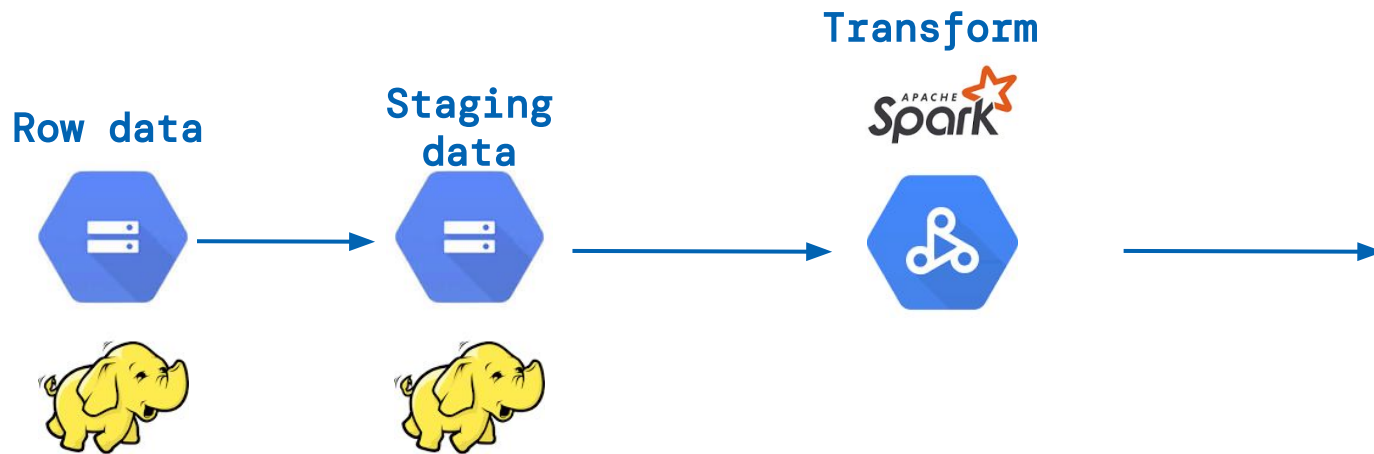 Row data
Staging
data
Transform
APACHE
Spark